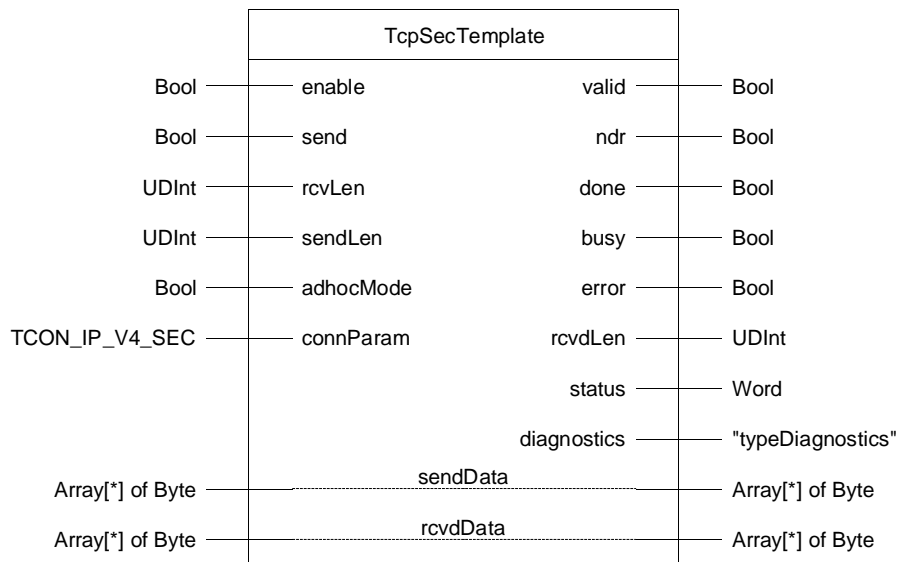 TcpSecTemplate
Bool enable valid Bool
Bool send ndr Bool
UDInt rcvLen done Bool
UDInt sendLen busy Bool
Bool adhocMode error Bool
TCON_IP_V4_SEC connParam rcvdLen UDInt
status Word
diagnostics "typeDiagnostics"
Array[*] of Byte sendData Array[*] of Byte
Array[*] of Byte rcvdData Array[*] of Byte